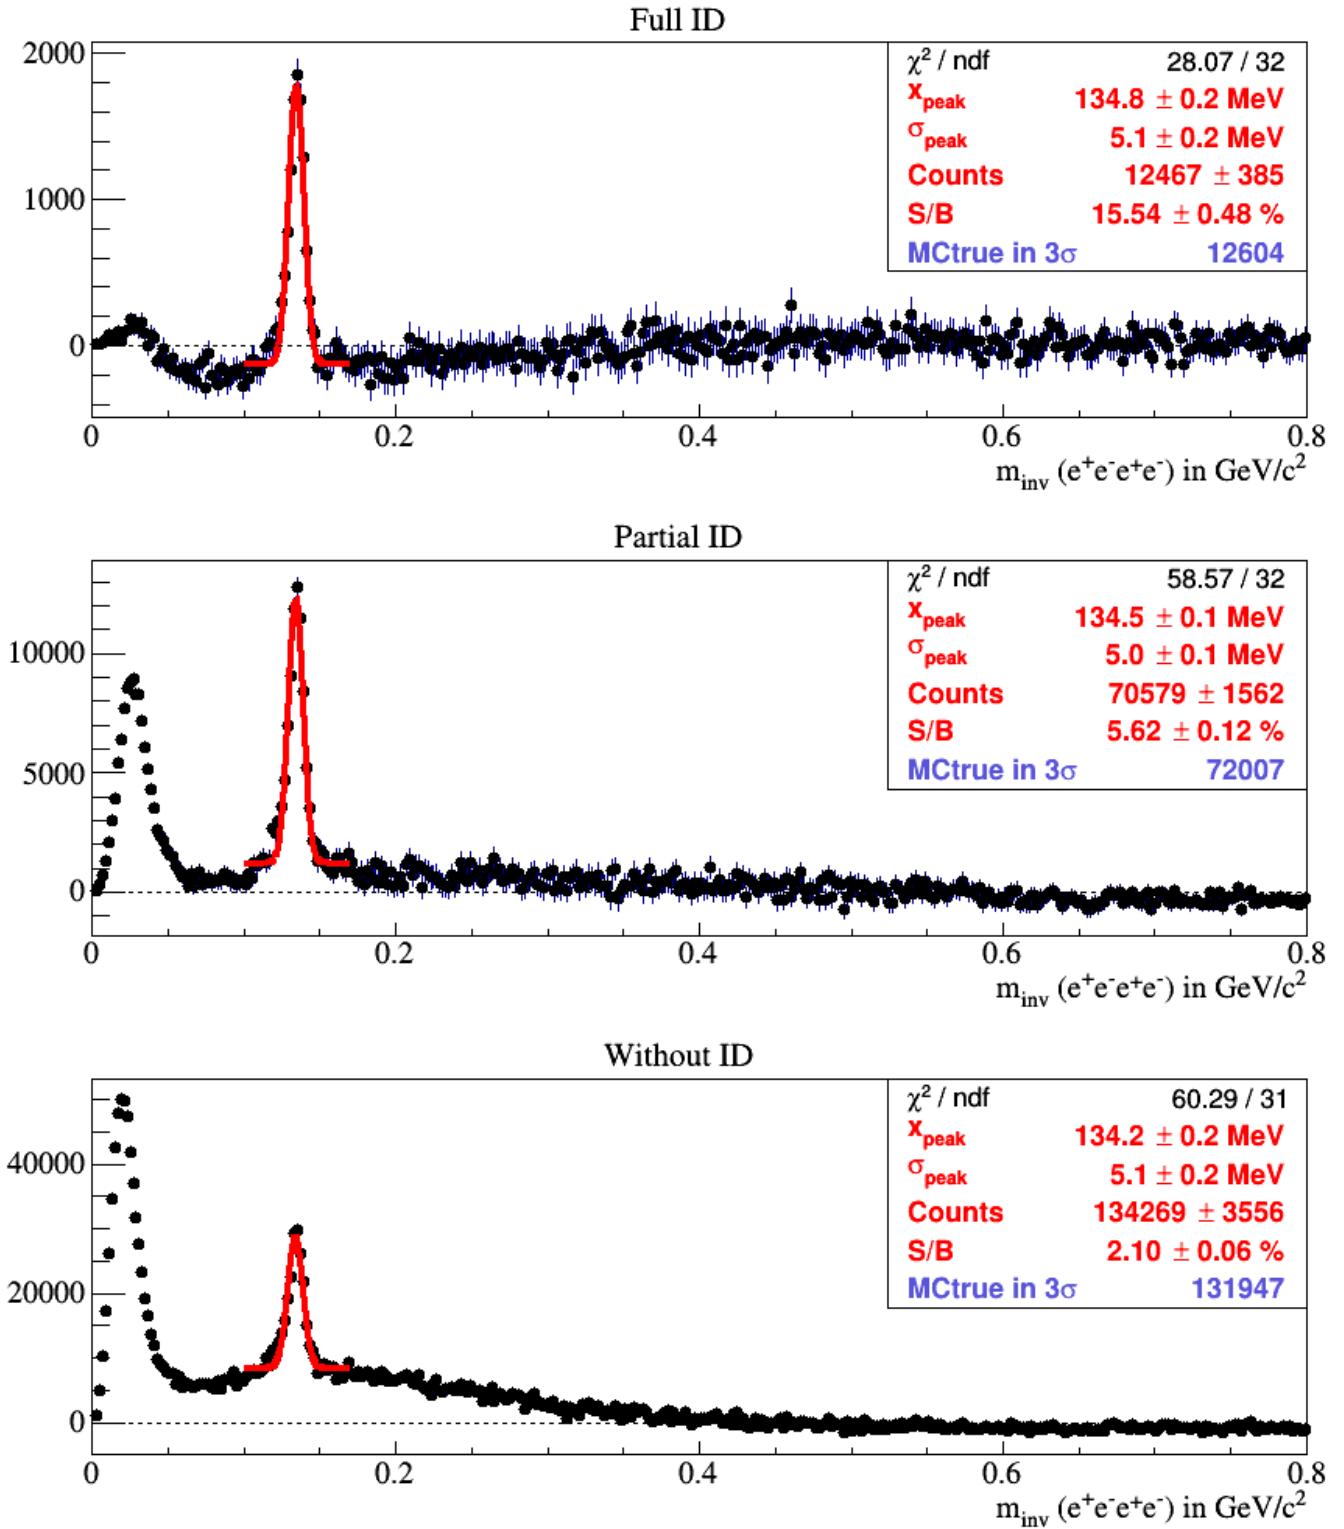 Full ID
2000
1000
0
χ² / ndf 28.07 / 32
x_peak 134.8 ± 0.2 MeV
σ_peak 5.1 ± 0.2 MeV
Counts 12467 ± 385
S/B 15.54 ± 0.48 %
MCtrue in 3σ 12604
0 0.2 0.4 0.6 0.8
m_inv (e⁺e⁻e⁺e⁻) in GeV/c²
Partial ID
10000
5000
0
χ² / ndf 58.57 / 32
x_peak 134.5 ± 0.1 MeV
σ_peak 5.0 ± 0.1 MeV
Counts 70579 ± 1562
S/B 5.62 ± 0.12 %
MCtrue in 3σ 72007
0 0.2 0.4 0.6 0.8
m_inv (e⁺e⁻e⁺e⁻) in GeV/c²
Without ID
40000
20000
0
χ² / ndf 60.29 / 31
x_peak 134.2 ± 0.2 MeV
σ_peak 5.1 ± 0.2 MeV
Counts 134269 ± 3556
S/B 2.10 ± 0.06 %
MCtrue in 3σ 131947
0 0.2 0.4 0.6 0.8
m_inv (e⁺e⁻e⁺e⁻) in GeV/c²